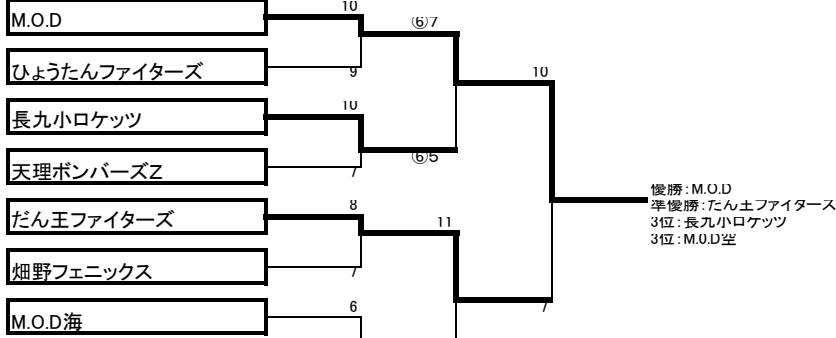 M.O.D
10
⑥7
ひょうたんファイターズ
9
10
長九小ロケッツ
10
天理ボンバーズZ
7
⑥5
優勝：M.O.D
準優勝：だん王ファイターズ
3位：長九小ロケッツ
3位：M.O.D空
だん王ファイターズ
8
11
畑野フェニックス
7
7
M.O.D海
6